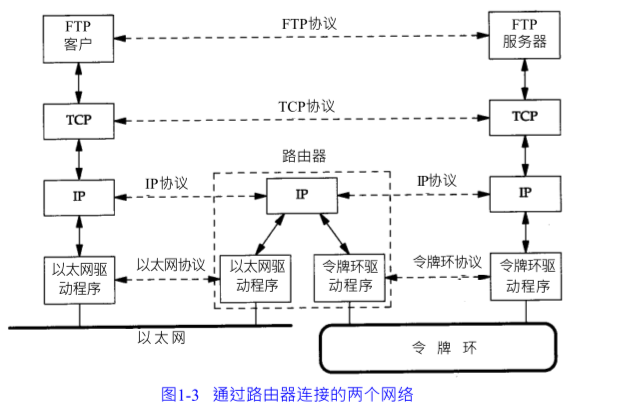 FTP
客户
FTP协议
FTP
服务器
TCP
TCP协议
TCP
路由器
IP
IP协议
IP
IP协议
IP
以太网驱
动程序
以太网协议
以太网驱
动程序
令牌环驱
动程序
令牌环协议
令牌环驱
动程序
以太网
令牌环
图1-3 通过路由器连接的两个网络